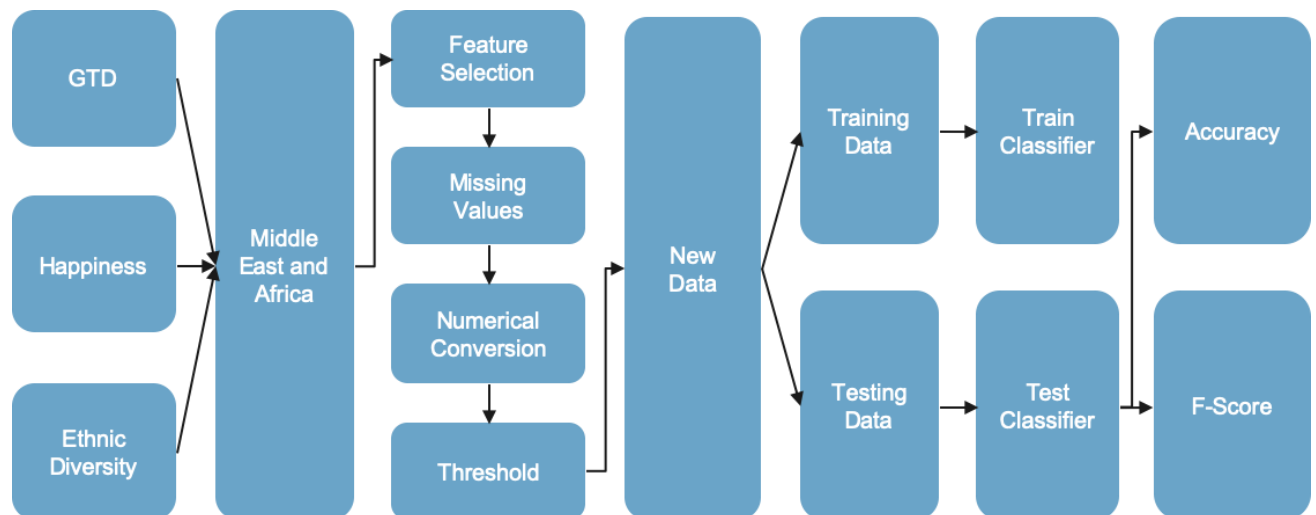 GTD
Happiness
Ethnic
Diversity
Middle
East and
Africa
Feature
Selection
Missing
Values
Numerical
Conversion
Threshold
New
Data
Training
Data
Testing
Data
Train
Classifier
Test
Classifier
Accuracy
F-Score